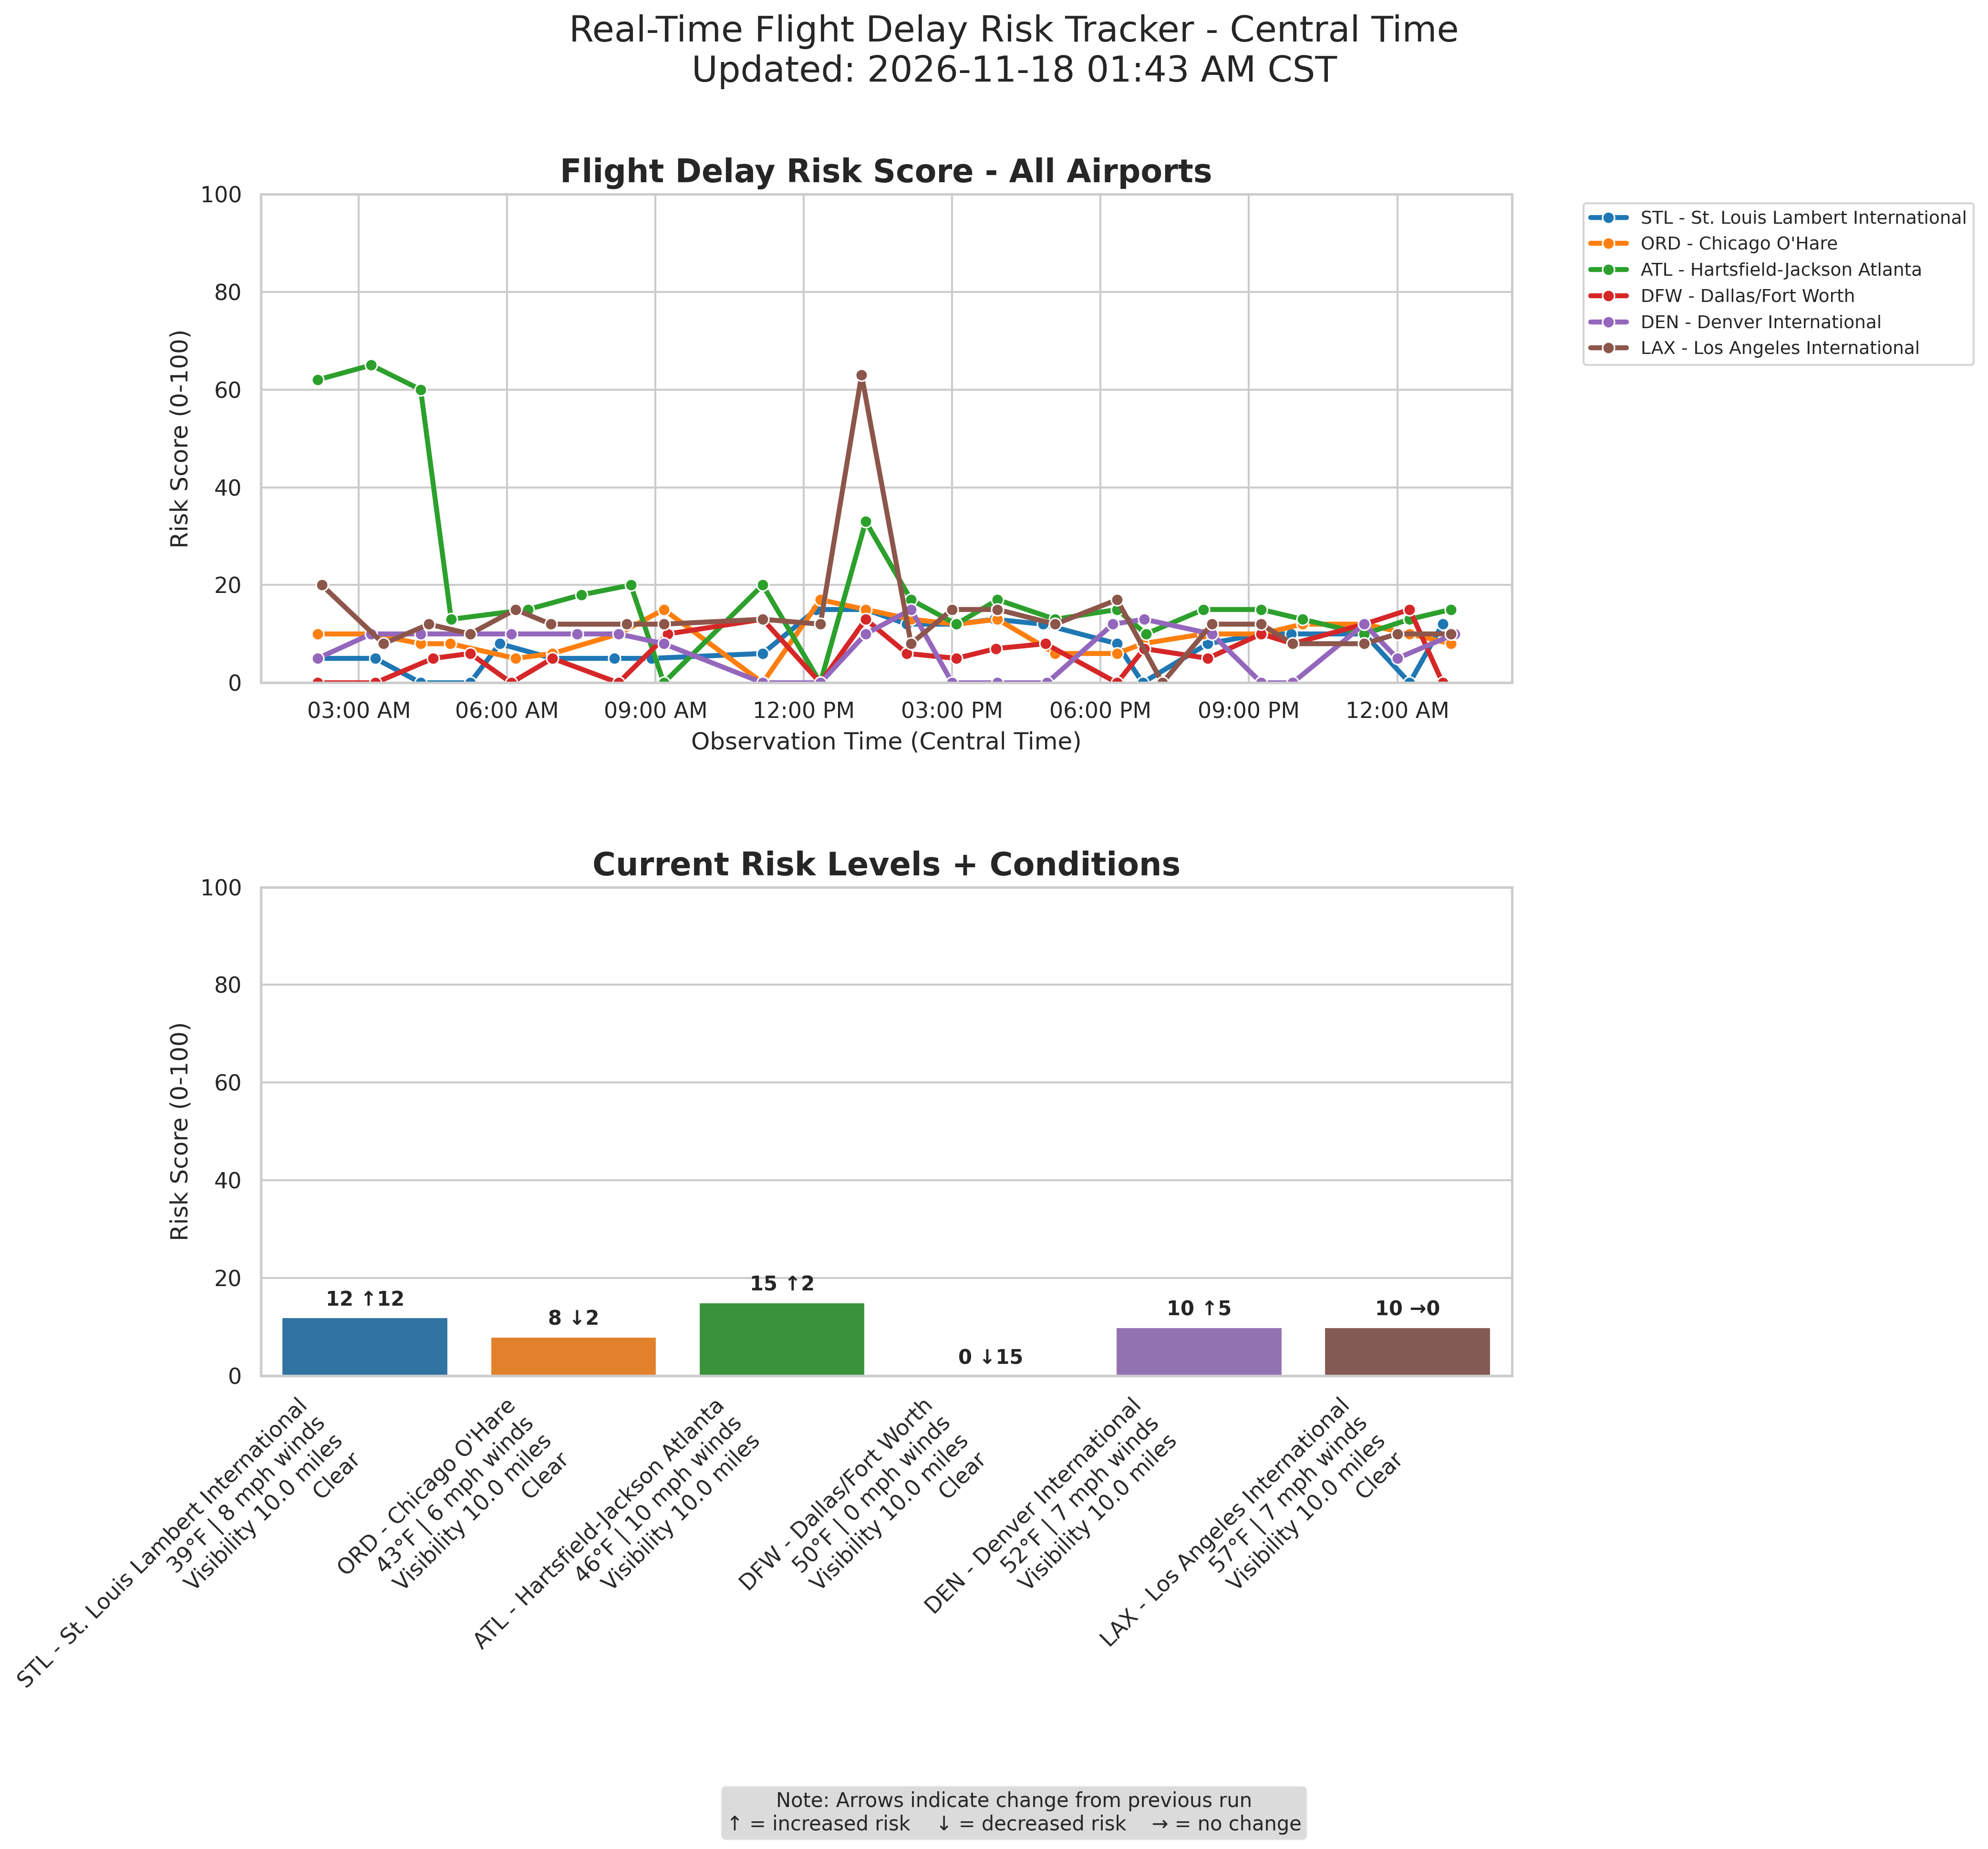 Real-Time Flight Delay Risk Tracker - Central Time
Updated: 2026-11-18 01:43 AM CST
Flight Delay Risk Score - All Airports
100
80
60
40
20
0
Risk Score (0-100)
03:00 AM
06:00 AM
09:00 AM
12:00 PM
03:00 PM
06:00 PM
09:00 PM
12:00 AM
Observation Time (Central Time)
STL - St. Louis Lambert International
ORD - Chicago O'Hare
ATL - Hartsfield-Jackson Atlanta
DFW - Dallas/Fort Worth
DEN - Denver International
LAX - Los Angeles International
Current Risk Levels + Conditions
100
80
60
40
20
0
Risk Score (0-100)
12 ↑12
8 ↓2
15 ↑2
0 ↓15
10 ↑5
10 →0
STL - St. Louis Lambert International
39°F | 8 mph winds
Visibility 10.0 miles
Clear
ORD - Chicago O'Hare
43°F | 6 mph winds
Visibility 10.0 miles
Clear
ATL - Hartsfield-Jackson Atlanta
46°F | 10 mph winds
Visibility 10.0 miles
DFW - Dallas/Fort Worth
50°F | 0 mph winds
Visibility 10.0 miles
Clear
DEN - Denver International
52°F | 7 mph winds
Visibility 10.0 miles
LAX - Los Angeles International
57°F | 7 mph winds
Visibility 10.0 miles
Clear
Note: Arrows indicate change from previous run
↑ = increased risk ↓ = decreased risk → = no change